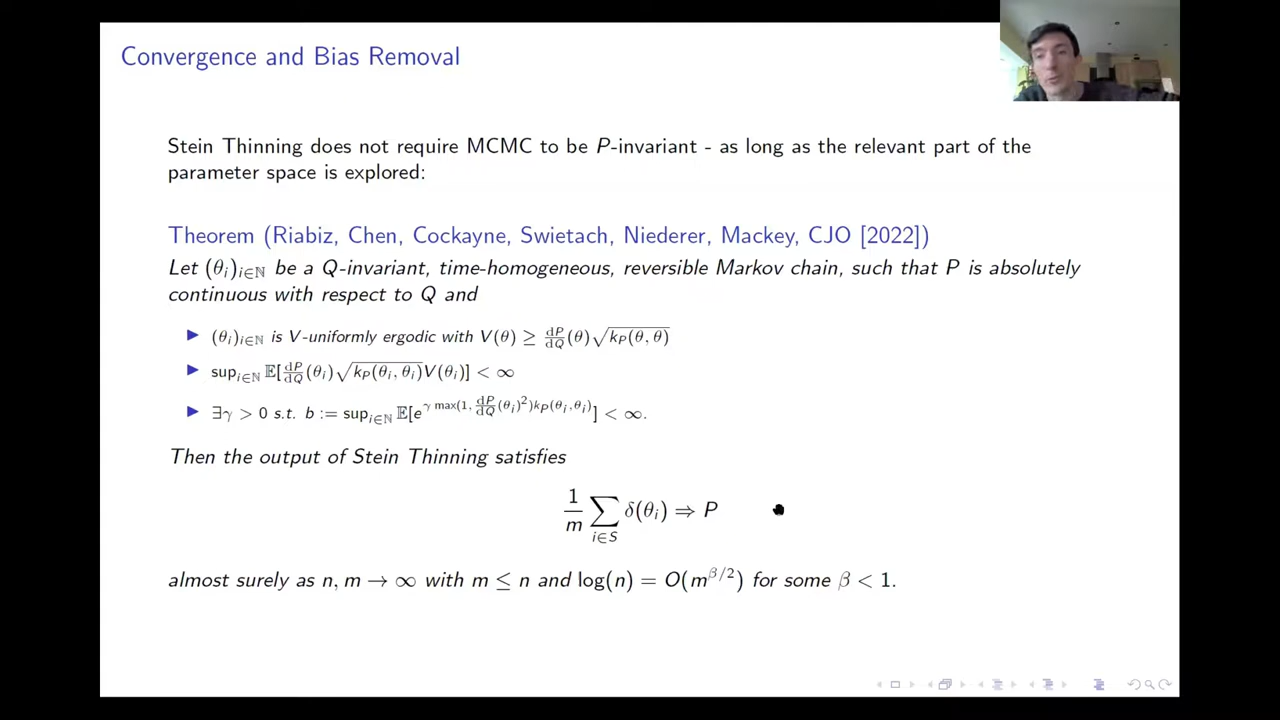 Convergence and Bias Removal
Stein Thinning does not require MCMC to be P-invariant - as long as the relevant part of the
parameter space is explored:
Theorem (Riabiz, Chen, Cockayne, Swietach, Niederer, Mackey, CJO [2022])
Let (θ_i)_{i∈ℕ} be a Q-invariant, time-homogeneous, reversible Markov chain, such that P is absolutely
continuous with respect to Q and
▶ (θ_i)_{i∈ℕ} is V-uniformly ergodic with V(θ) ≥ dP/dQ(θ)√k_P(θ, θ)
▶ sup_{i∈ℕ} 𝔼[dP/dQ(θ_i)√k_P(θ_i, θ_i)V(θ_i)] < ∞
▶ ∃γ > 0 s.t. b := sup_{i∈ℕ} 𝔼[e^{γ max(1, dP/dQ(θ_i)²)k_P(θ_i,θ_i)}] < ∞.
Then the output of Stein Thinning satisfies
1/m ∑_{i∈S} δ(θ_i) ⇒ P
almost surely as n, m → ∞ with m ≤ n and log(n) = O(m^{β/2}) for some β < 1.